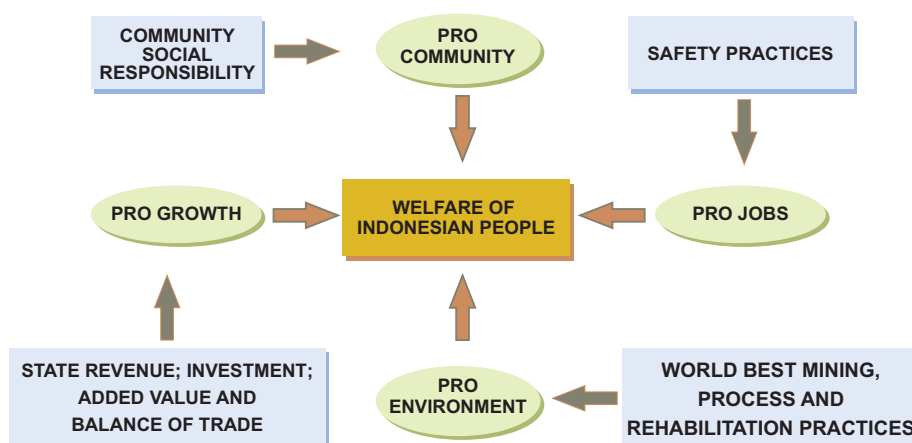 COMMUNITY
SOCIAL
RESPONSIBILITY
PRO
COMMUNITY
SAFETY PRACTICES
PRO GROWTH
WELFARE OF
INDONESIAN PEOPLE
PRO JOBS
STATE REVENUE; INVESTMENT;
ADDED VALUE AND
BALANCE OF TRADE
PRO
ENVIRONMENT
WORLD BEST MINING,
PROCESS AND
REHABILITATION PRACTICES